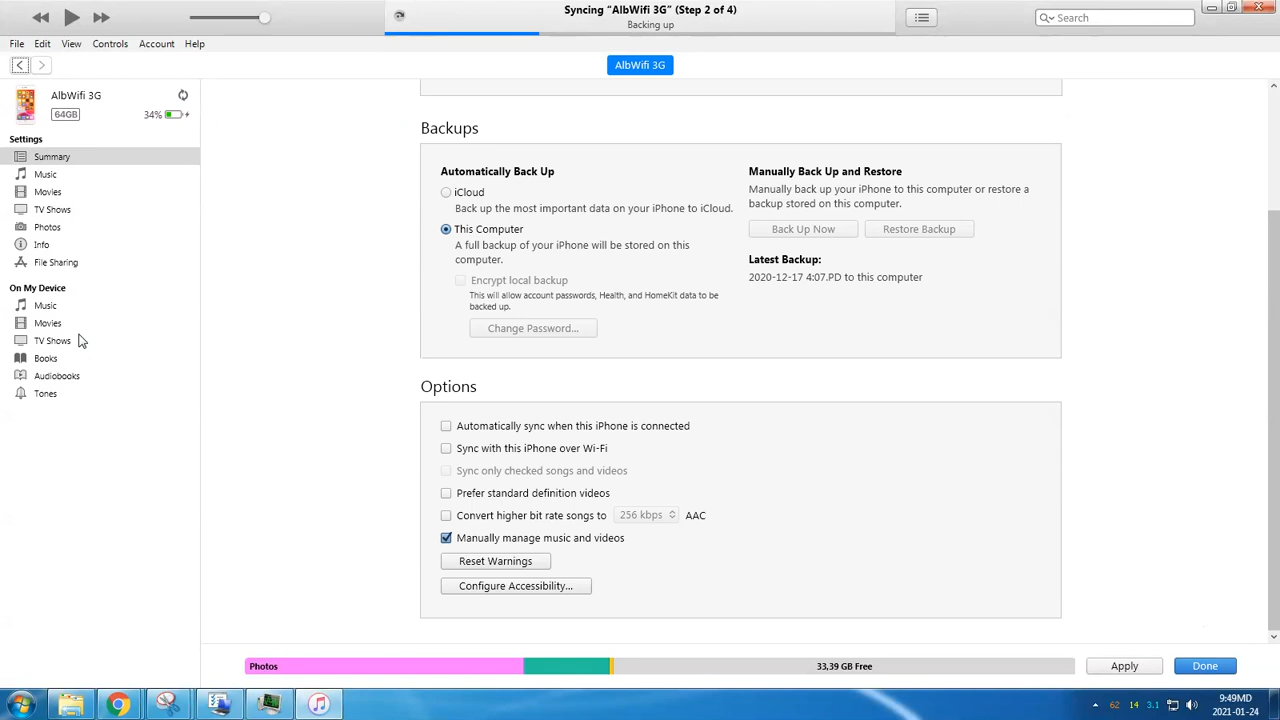 Syncing “AlbWifi 3G” (Step 2 of 4)
Backing up
Search
File Edit View Controls Account Help
AlbWifi 3G
AlbWifi 3G
64GB 34%
Settings
Summary
Music
Movies
TV Shows
Photos
Info
File Sharing
On My Device
Music
Movies
TV Shows
Books
Audiobooks
Tones
Backups
Automatically Back Up
iCloud
Back up the most important data on your iPhone to iCloud.
This Computer
A full backup of your iPhone will be stored on this
computer.
Encrypt local backup
This will allow account passwords, Health, and HomeKit data to be
backed up.
Change Password...
Manually Back Up and Restore
Manually back up your iPhone to this computer or restore a
backup stored on this computer.
Back Up Now Restore Backup
Latest Backup:
2020-12-17 4:07.PD to this computer
Options
Automatically sync when this iPhone is connected
Sync with this iPhone over Wi-Fi
Sync only checked songs and videos
Prefer standard definition videos
Convert higher bit rate songs to 256 kbps AAC
Manually manage music and videos
Reset Warnings
Configure Accessibility...
Photos 33,39 GB Free Apply Done
62 14 3.1 9:49MD
2021-01-24